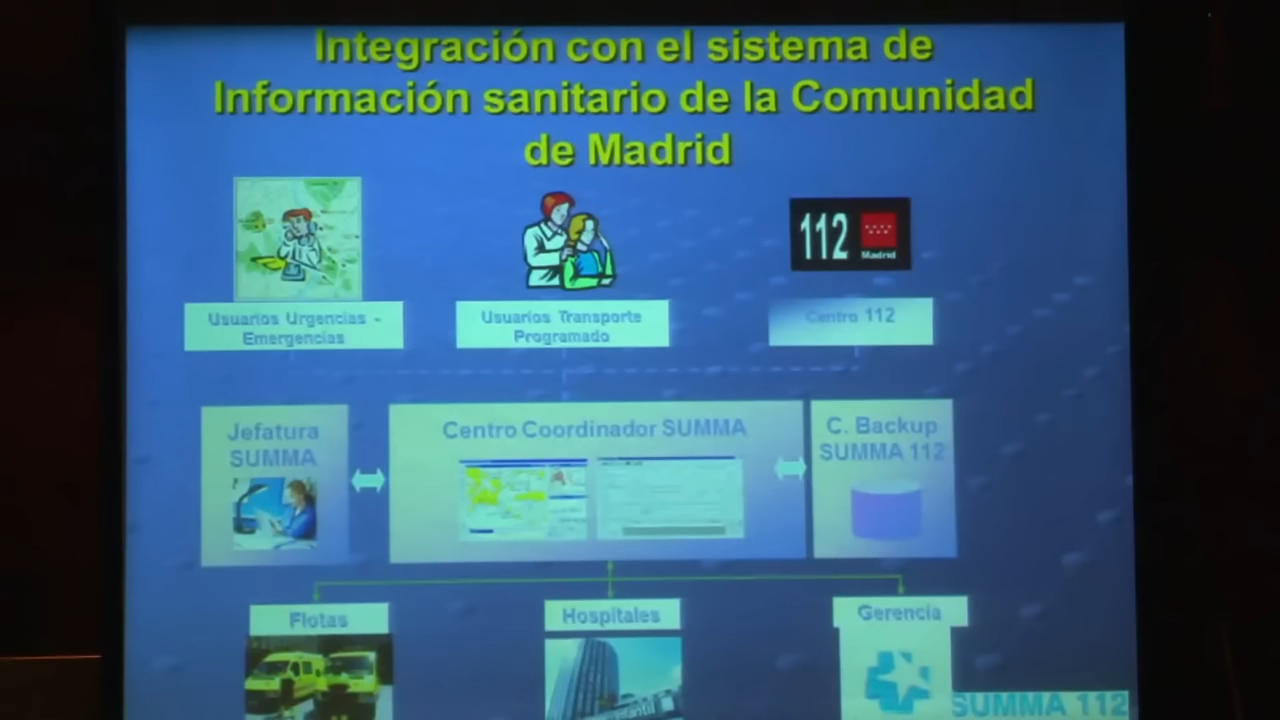 Integración con el sistema de
Información sanitario de la Comunidad
de Madrid
112
Madrid
Usuarios Urgencias -
Emergencias
Usuarios Transporte
Programado
Centro 112
Jefatura
SUMMA
Centro Coordinador SUMMA
C. Backup
SUMMA 112
Flotas
Hospitales
Gerencia
SUMMA 112